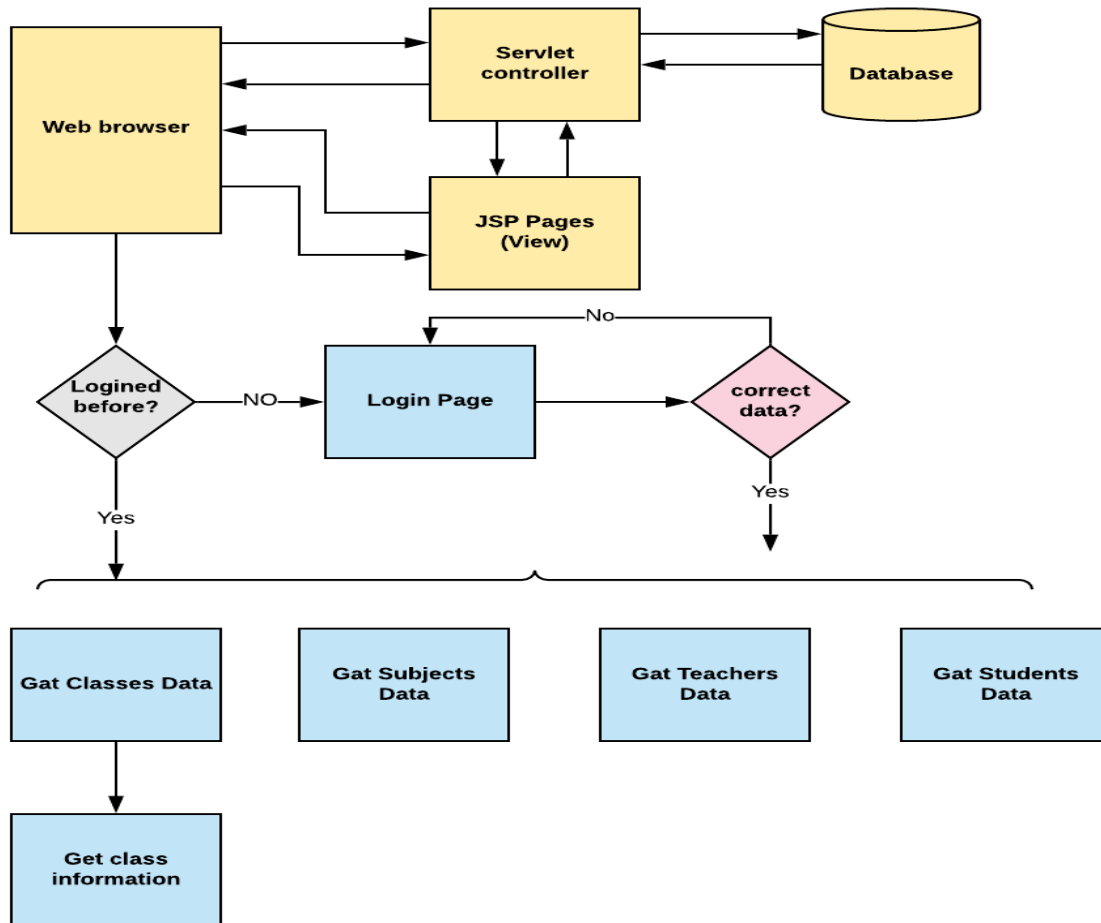 Web browser
Servlet
controller
Database
JSP Pages
(View)
No
Logined
before?
NO
Login Page
correct
data?
Yes
Yes
Gat Classes Data
Gat Subjects
Data
Gat Teachers
Data
Gat Students
Data
Get class
information